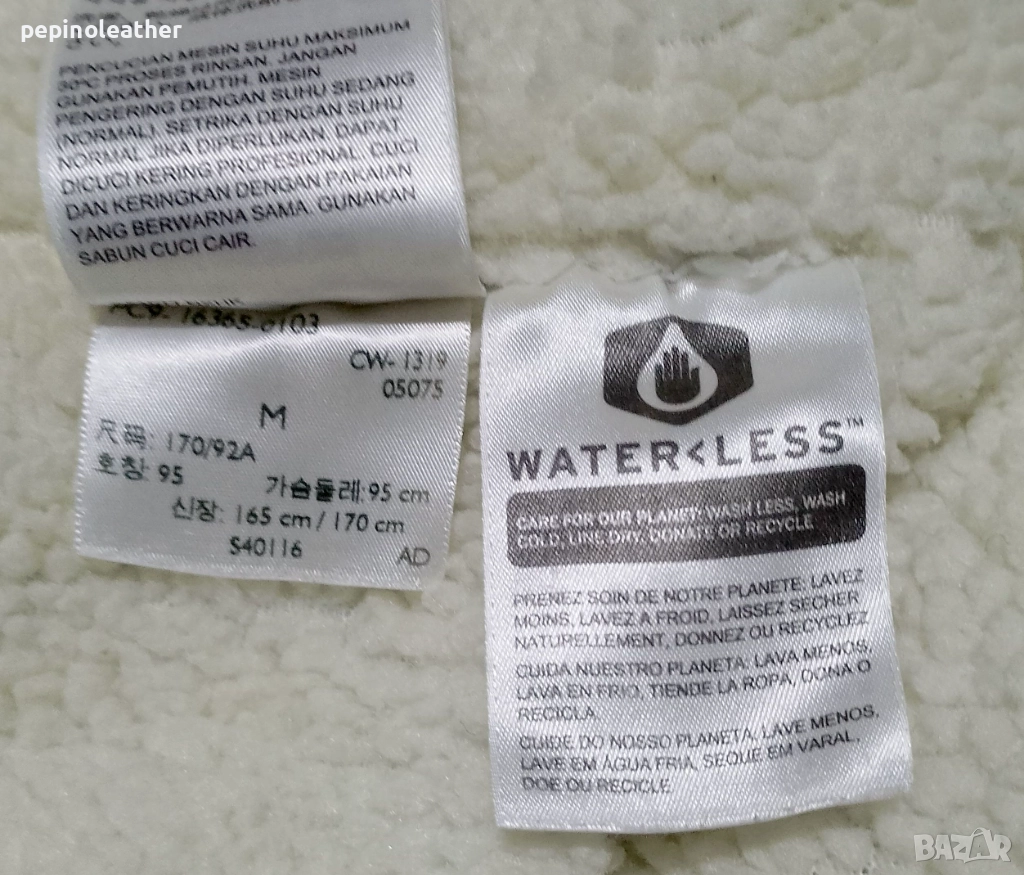 pepinoleather
PENCUCIAN MESIN SUHU MAKSIMUM
30°C PROSES RINGAN. JANGAN
GUNAKAN PEMUTIH. MESIN
PENGERING DENGAN SUHU SEDANG
(NORMAL). SETRIKA DENGAN SUHU
NORMAL JIKA DIPERLUKAN. DAPAT
DICUCI KERING PROFESIONAL. CUCI
DAN KERINGKAN DENGAN PAKAIAN
YANG BERWARNA SAMA. GUNAKAN
SABUN CUCI CAIR.
PC9- 16365-0103
CW- 1319
05075
M
尺码: 170/92A
호칭: 95
가슴둘레: 95 cm
신장: 165 cm / 170 cm
S40116
AD
WATER<LESS™
CARE FOR OUR PLANET: WASH LESS, WASH
COLD, LINE DRY, DONATE OR RECYCLE
PRENEZ SOIN DE NOTRE PLANETE: LAVEZ
MOINS, LAVEZ A FROID, LAISSEZ SECHER
NATURELLEMENT, DONNEZ OU RECYCLEZ
CUIDA NUESTRO PLANETA: LAVA MENOS,
LAVA EN FRIO, TIENDE LA ROPA, DONA O
RECICLA.
CUIDE DO NOSSO PLANETA. LAVE MENOS,
LAVE EM ÁGUA FRIA, SEQUE EM VARAL,
DOE OU RECICLE
BAZAR